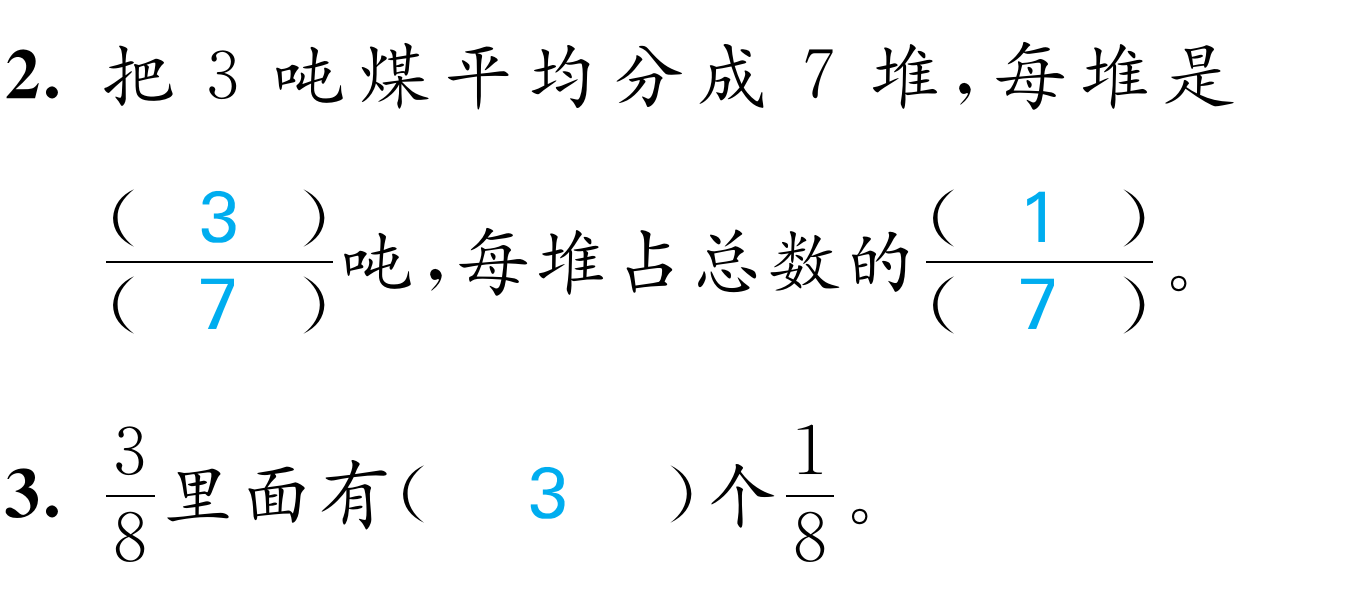 2. 把 3 吨煤平均分成 7 堆,每堆是
( 3 )/( 7 )吨,每堆占总数的( 1 )/( 7 )。
3. 3/8里面有( 3 )个1/8。